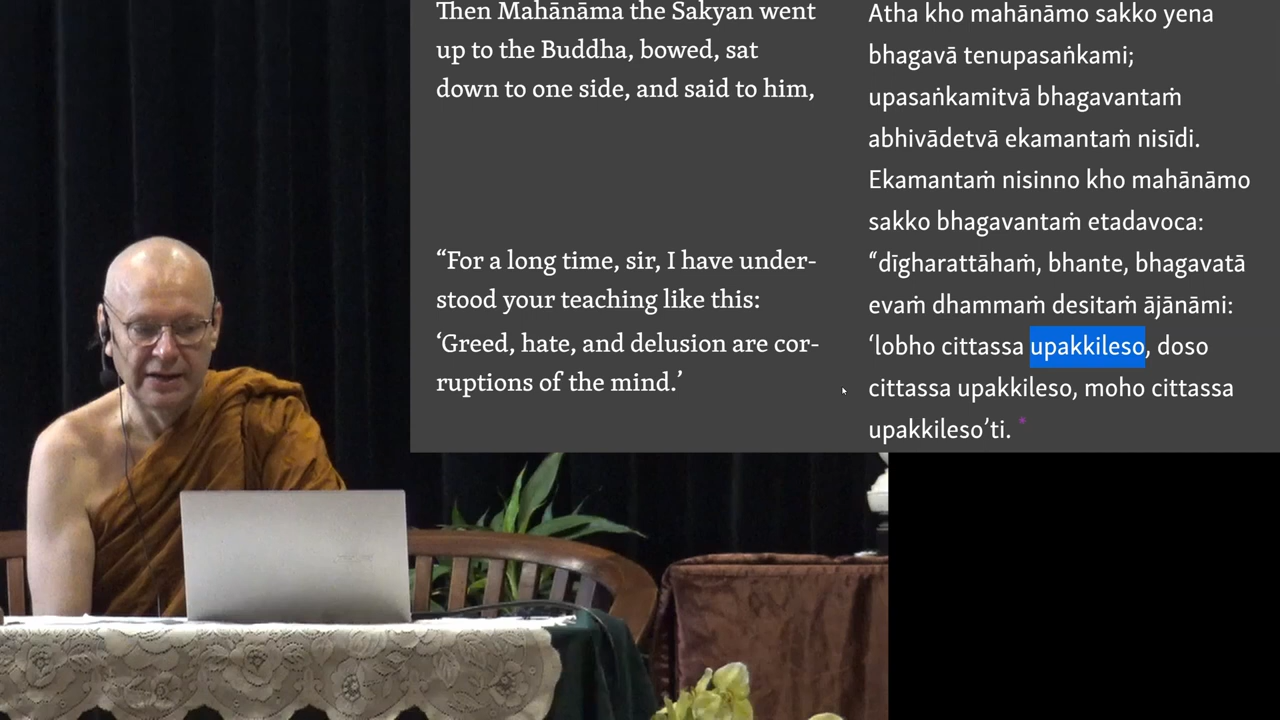 Then Mahānāma the Sakyan went
up to the Buddha, bowed, sat
down to one side, and said to him,
“For a long time, sir, I have under-
stood your teaching like this:
‘Greed, hate, and delusion are cor-
ruptions of the mind.’
Atha kho mahānāmo sakko yena
bhagavā tenupasaṅkami;
upasaṅkamitvā bhagavantaṁ
abhivādetvā ekamantaṁ nisīdi.
Ekamantaṁ nisinno kho mahānāmo
sakko bhagavantaṁ etadavoca:
“dīgharattāhaṁ, bhante, bhagavatā
evaṁ dhammaṁ desitaṁ ājānāmi:
‘lobho cittassa upakkileso, doso
cittassa upakkileso, moho cittassa
upakkileso’ti. *